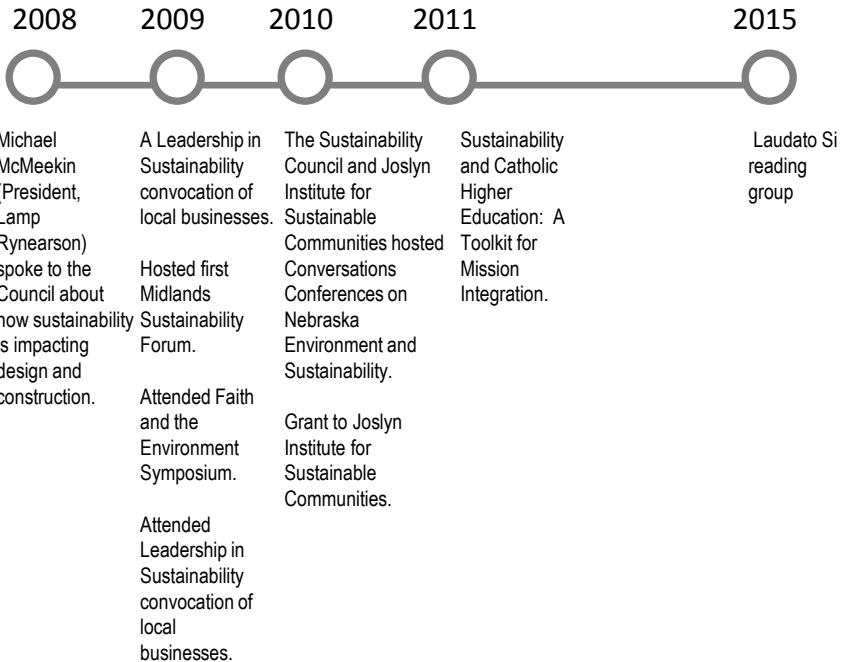 2008
2009
2010
2011
2015
Michael
McMeekin
(President,
Lamp
Rynearson)
spoke to the
Council about
how sustainability
is impacting
design and
construction.
A Leadership in
Sustainability
convocation of
local businesses.
Hosted first
Midlands
Sustainability
Forum.
Attended Faith
and the
Environment
Symposium.
Attended
Leadership in
Sustainability
convocation of
local
businesses.
The Sustainability
Council and Joslyn
Institute for
Sustainable
Communities hosted
Conversations
Conferences on
Nebraska
Environment and
Sustainability.
Grant to Joslyn
Institute for
Sustainable
Communities.
Sustainability
and Catholic
Higher
Education: A
Toolkit for
Mission
Integration.
Laudato Si
reading
group